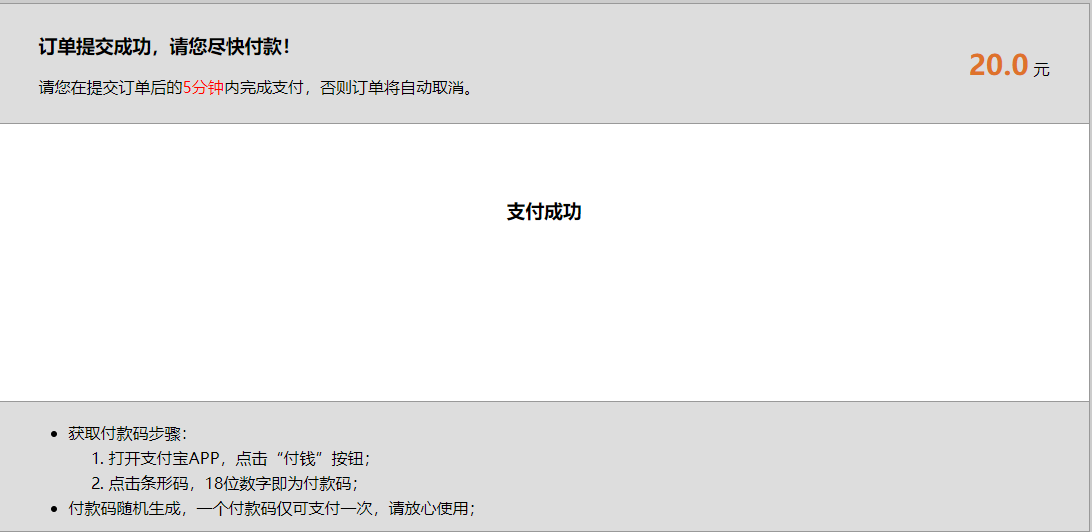 订单提交成功，请您尽快付款！
请您在提交订单后的5分钟内完成支付，否则订单将自动取消。
20.0 元
支付成功
• 获取付款码步骤：
1. 打开支付宝APP，点击“付钱”按钮；
2. 点击条形码，18位数字即为付款码；
• 付款码随机生成，一个付款码仅可支付一次，请放心使用；